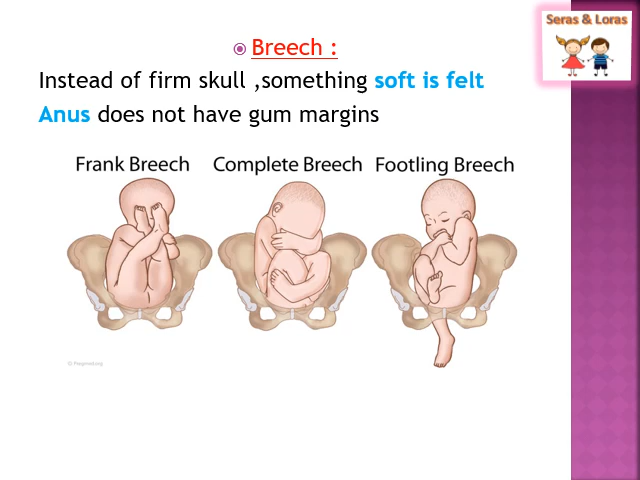 Seras & Loras
Breech :
Instead of firm skull ,something soft is felt
Anus does not have gum margins
Frank Breech Complete Breech Footling Breech